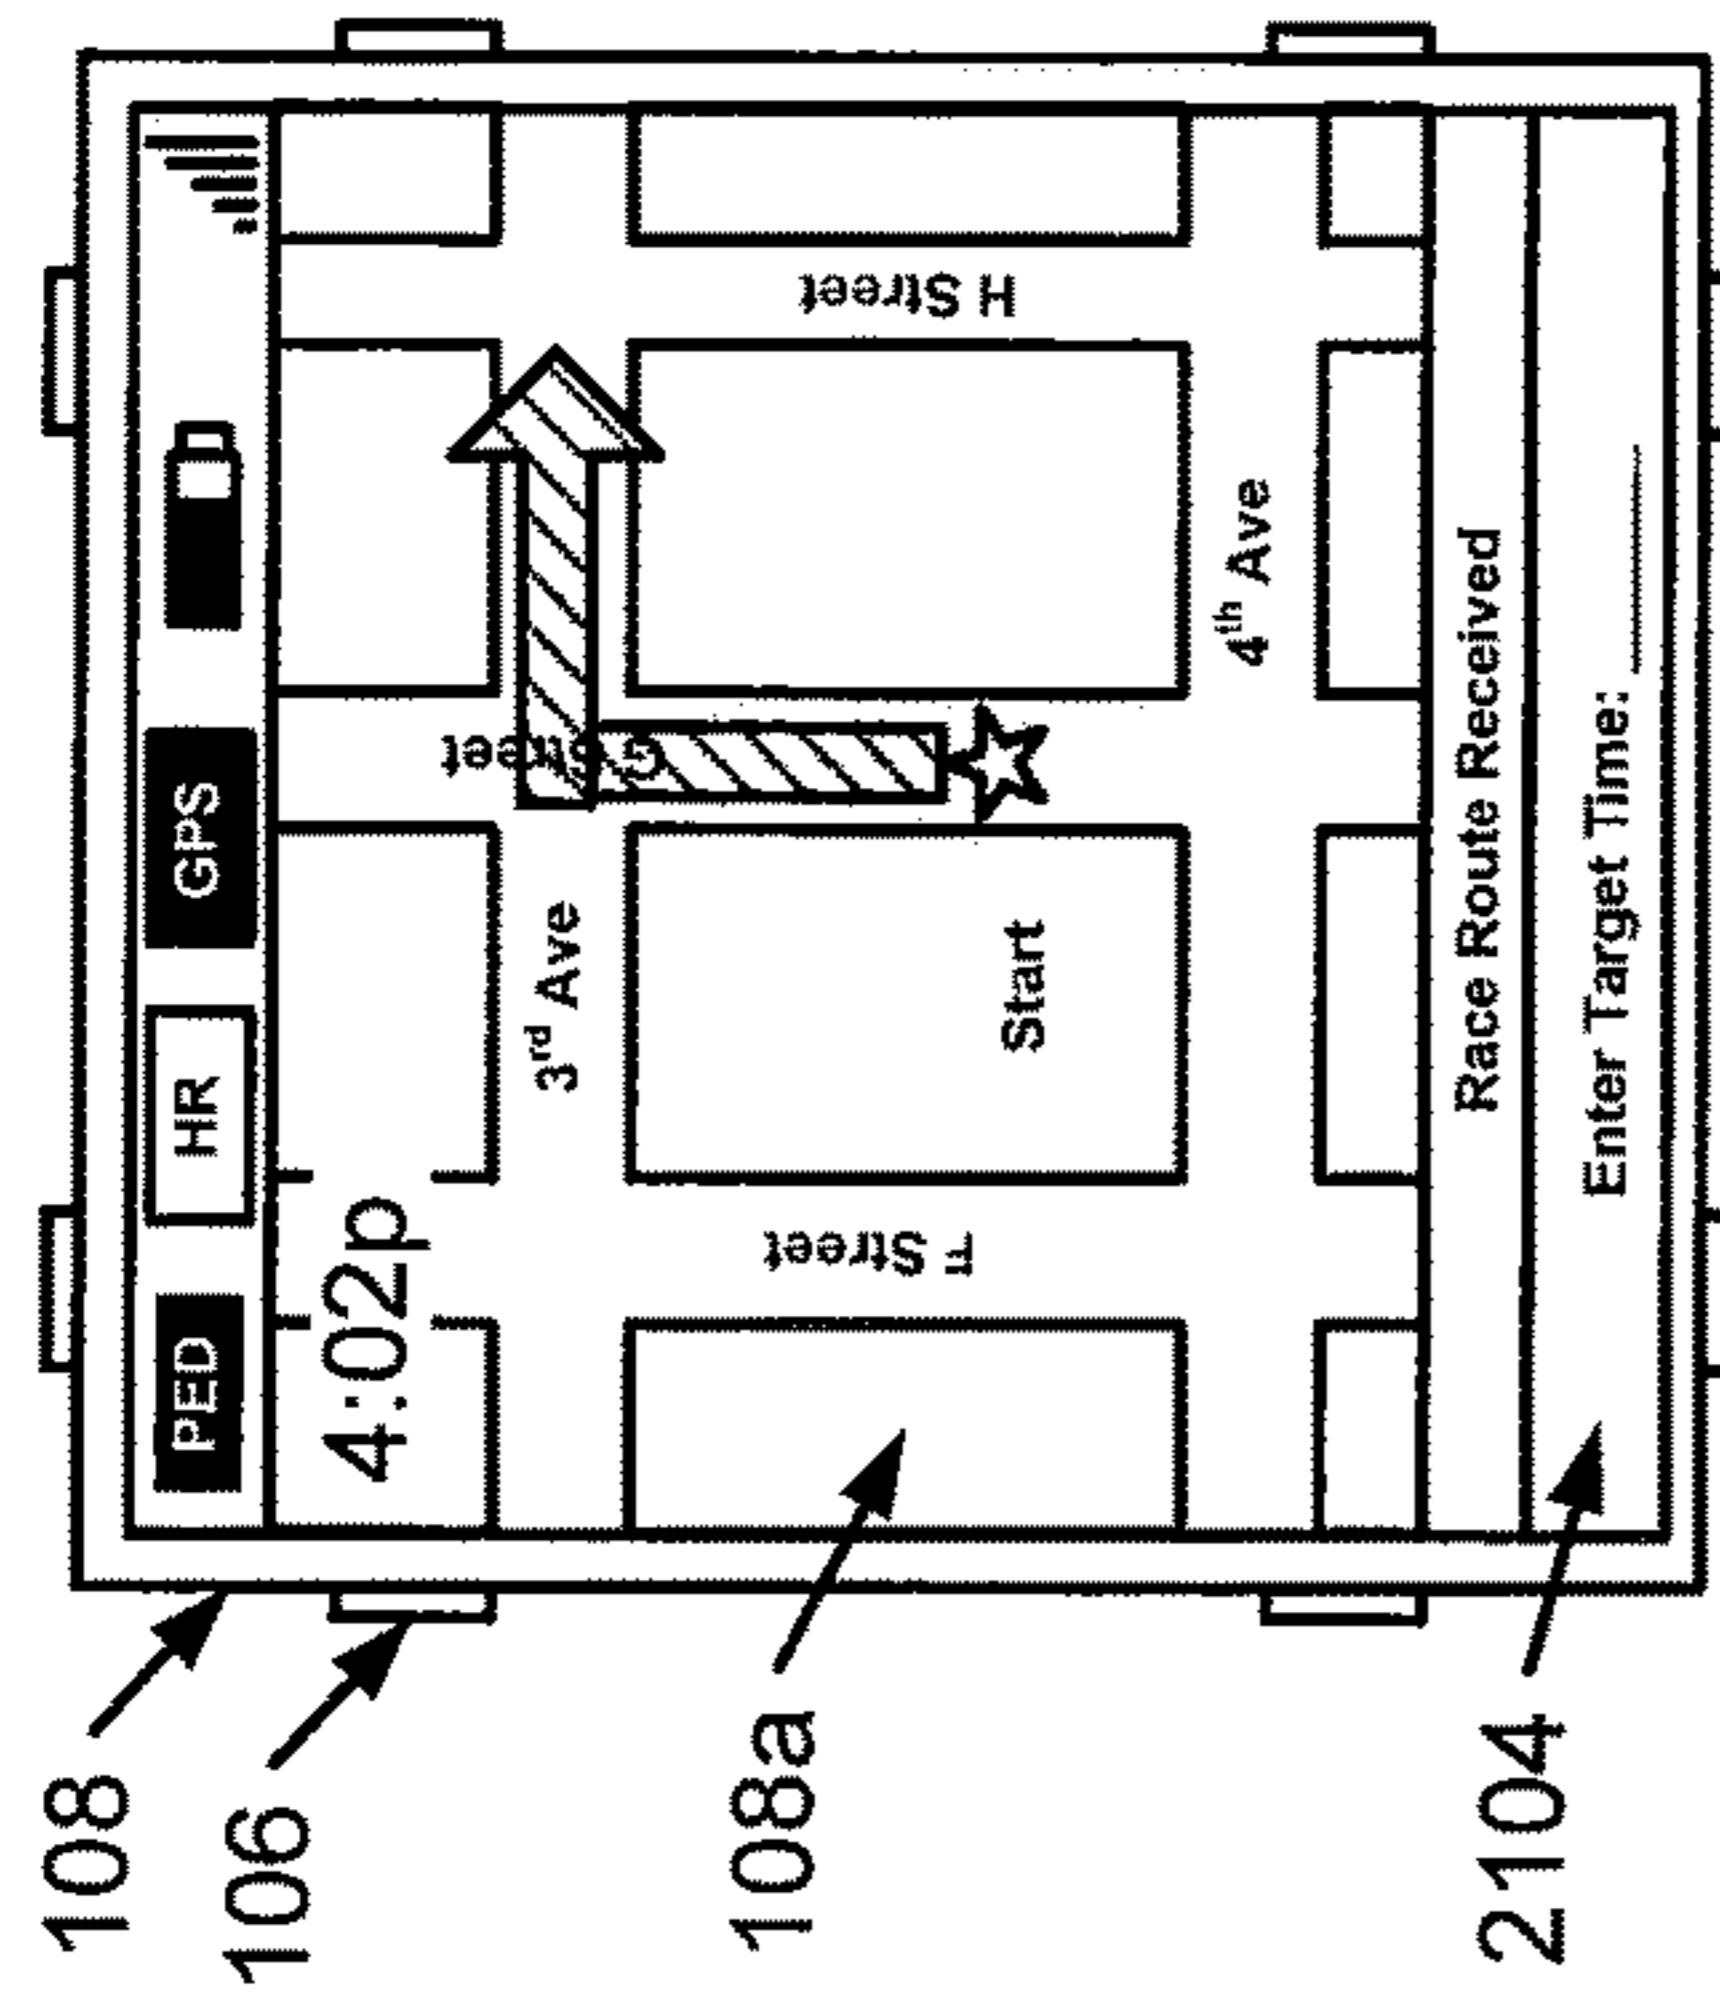 PED HR GPS
4:02p
3rd Ave
G Street
F Street
H Street
Start
4th Ave
Race Route Received
Enter Target Time: ________
108
106
108a
2104